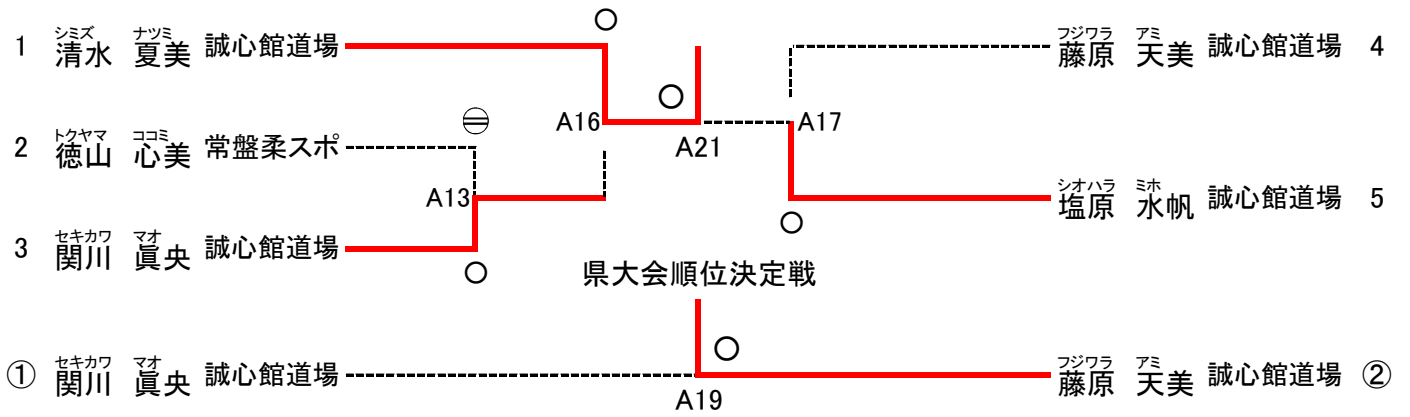 シミズ ナツミ
1 清水 夏美 誠心館道場
フジワラ アミ
藤原 天美 誠心館道場 4
A16
A17
A21
トクヤマ ココミ
2 徳山 心美 常盤柔スポ
A13
シオハラ ミホ
塩原 水帆 誠心館道場 5
セキカワ マオ
3 関川 眞央 誠心館道場
県大会順位決定戦
セキカワ マオ
① 関川 眞央 誠心館道場
フジワラ アミ
藤原 天美 誠心館道場 ②
A19